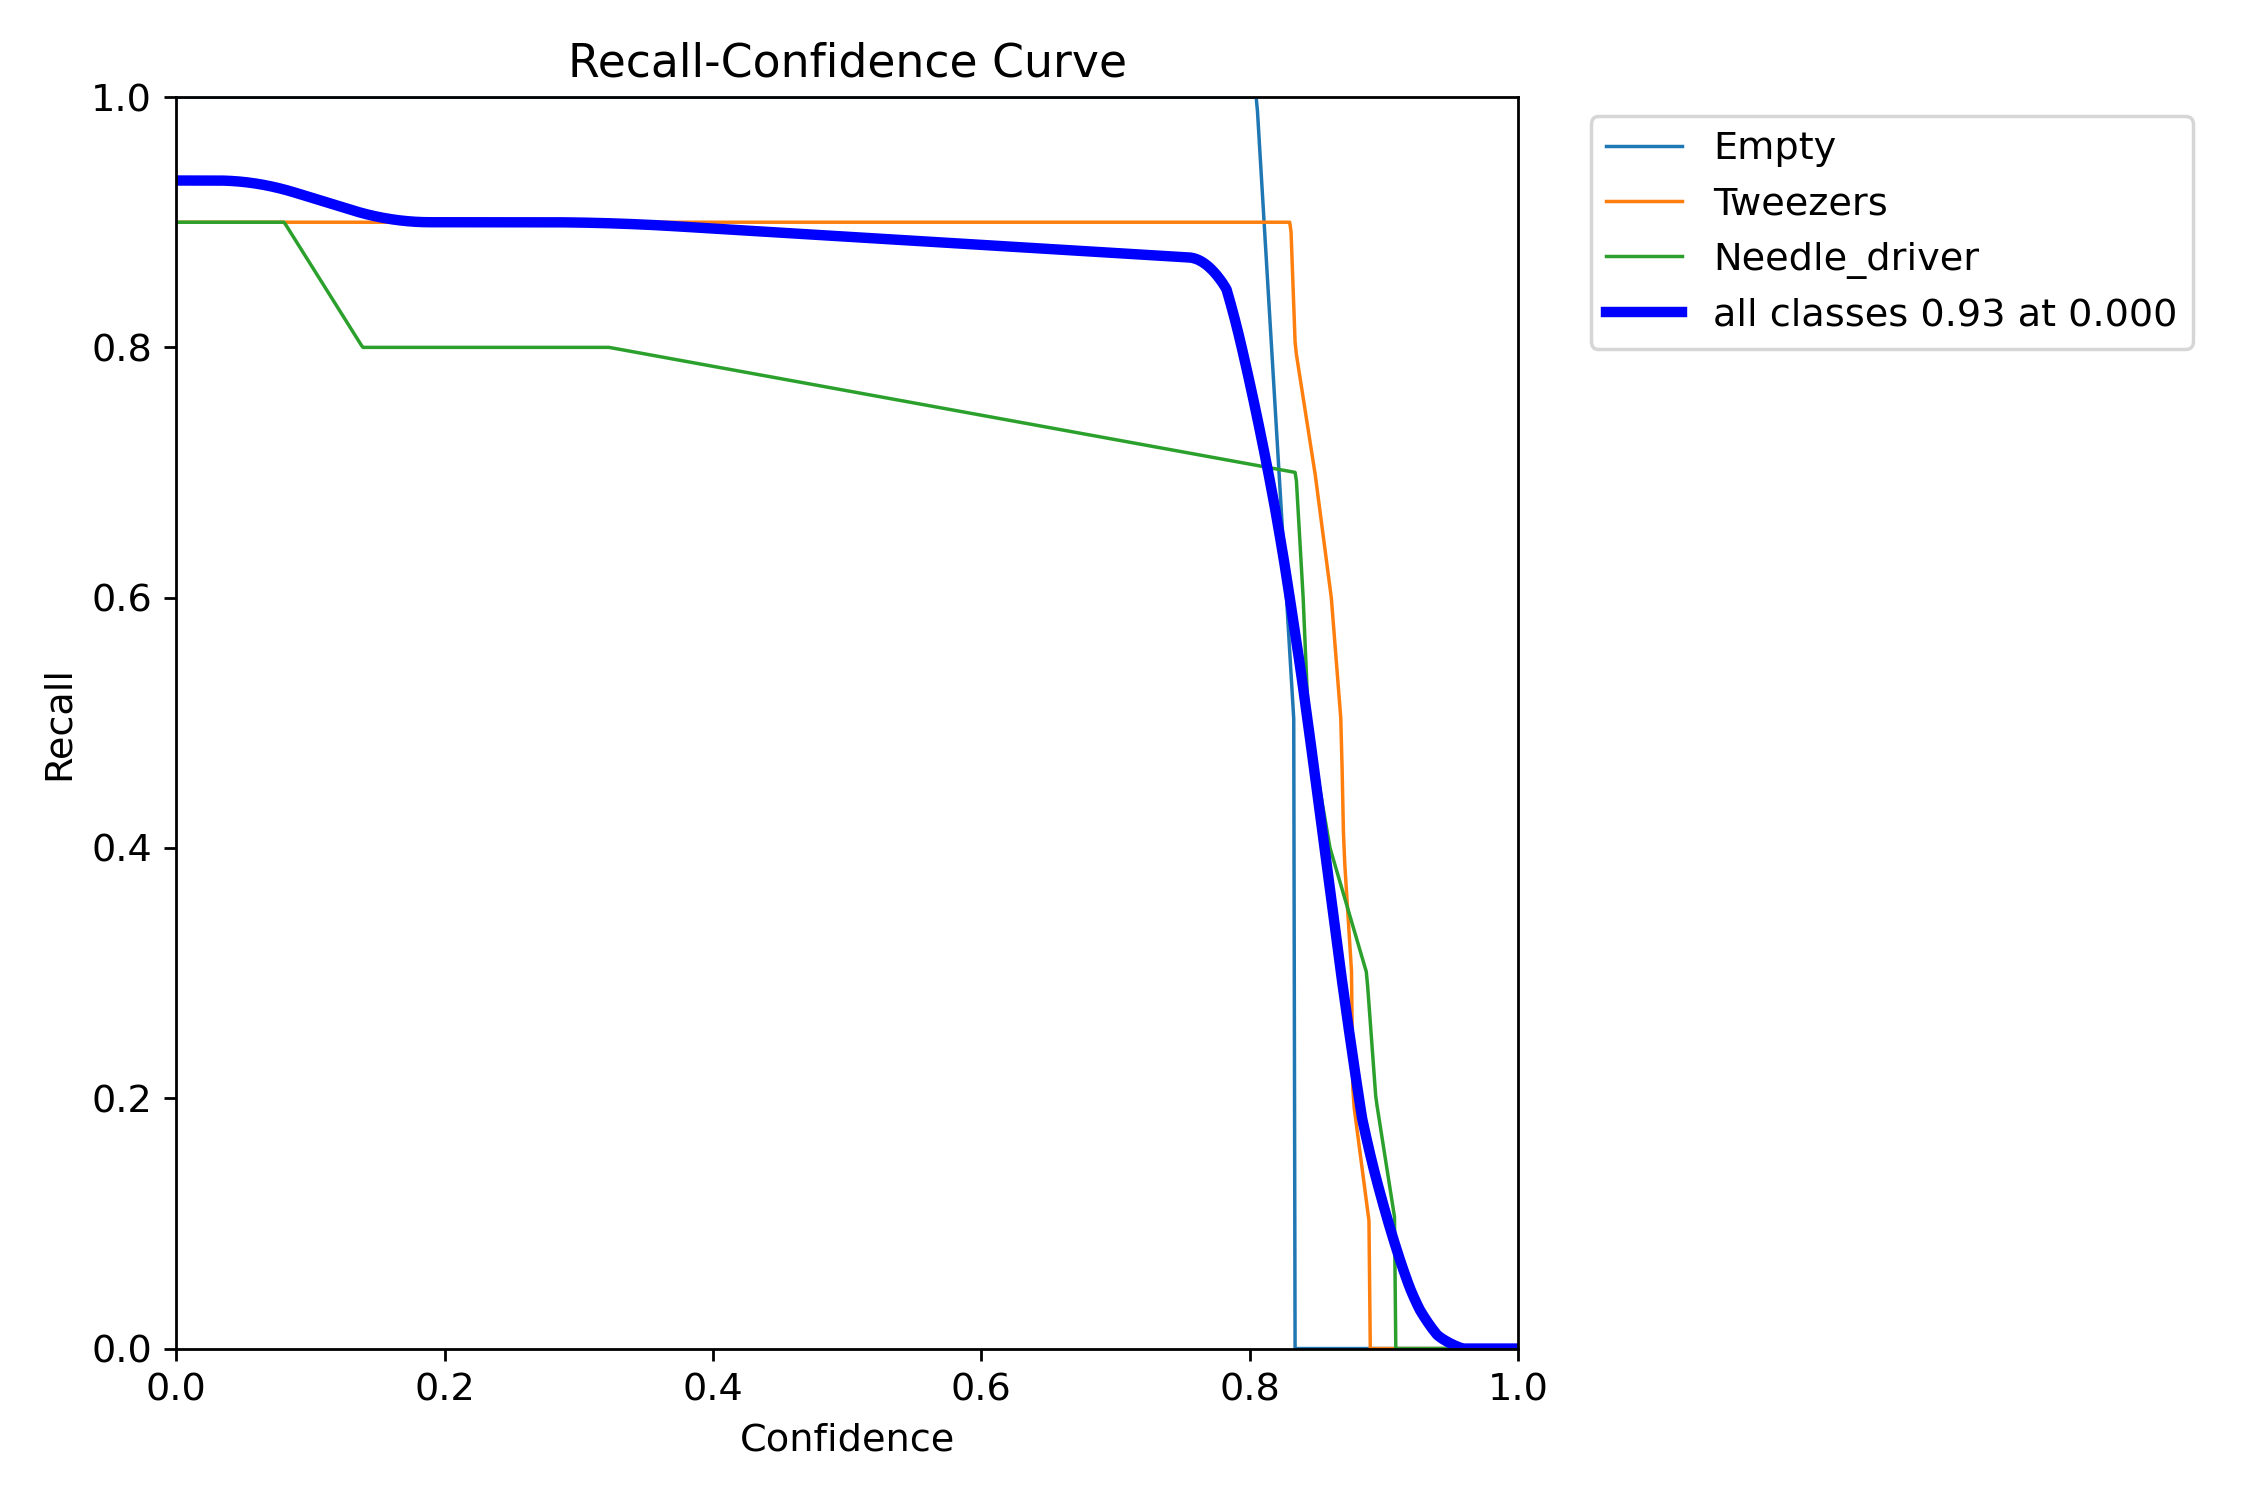 Recall-Confidence Curve
1.0
0.8
0.6
0.4
0.2
0.0
Recall
0.0 0.2 0.4 0.6 0.8 1.0
Confidence
Empty
Tweezers
Needle_driver
all classes 0.93 at 0.000